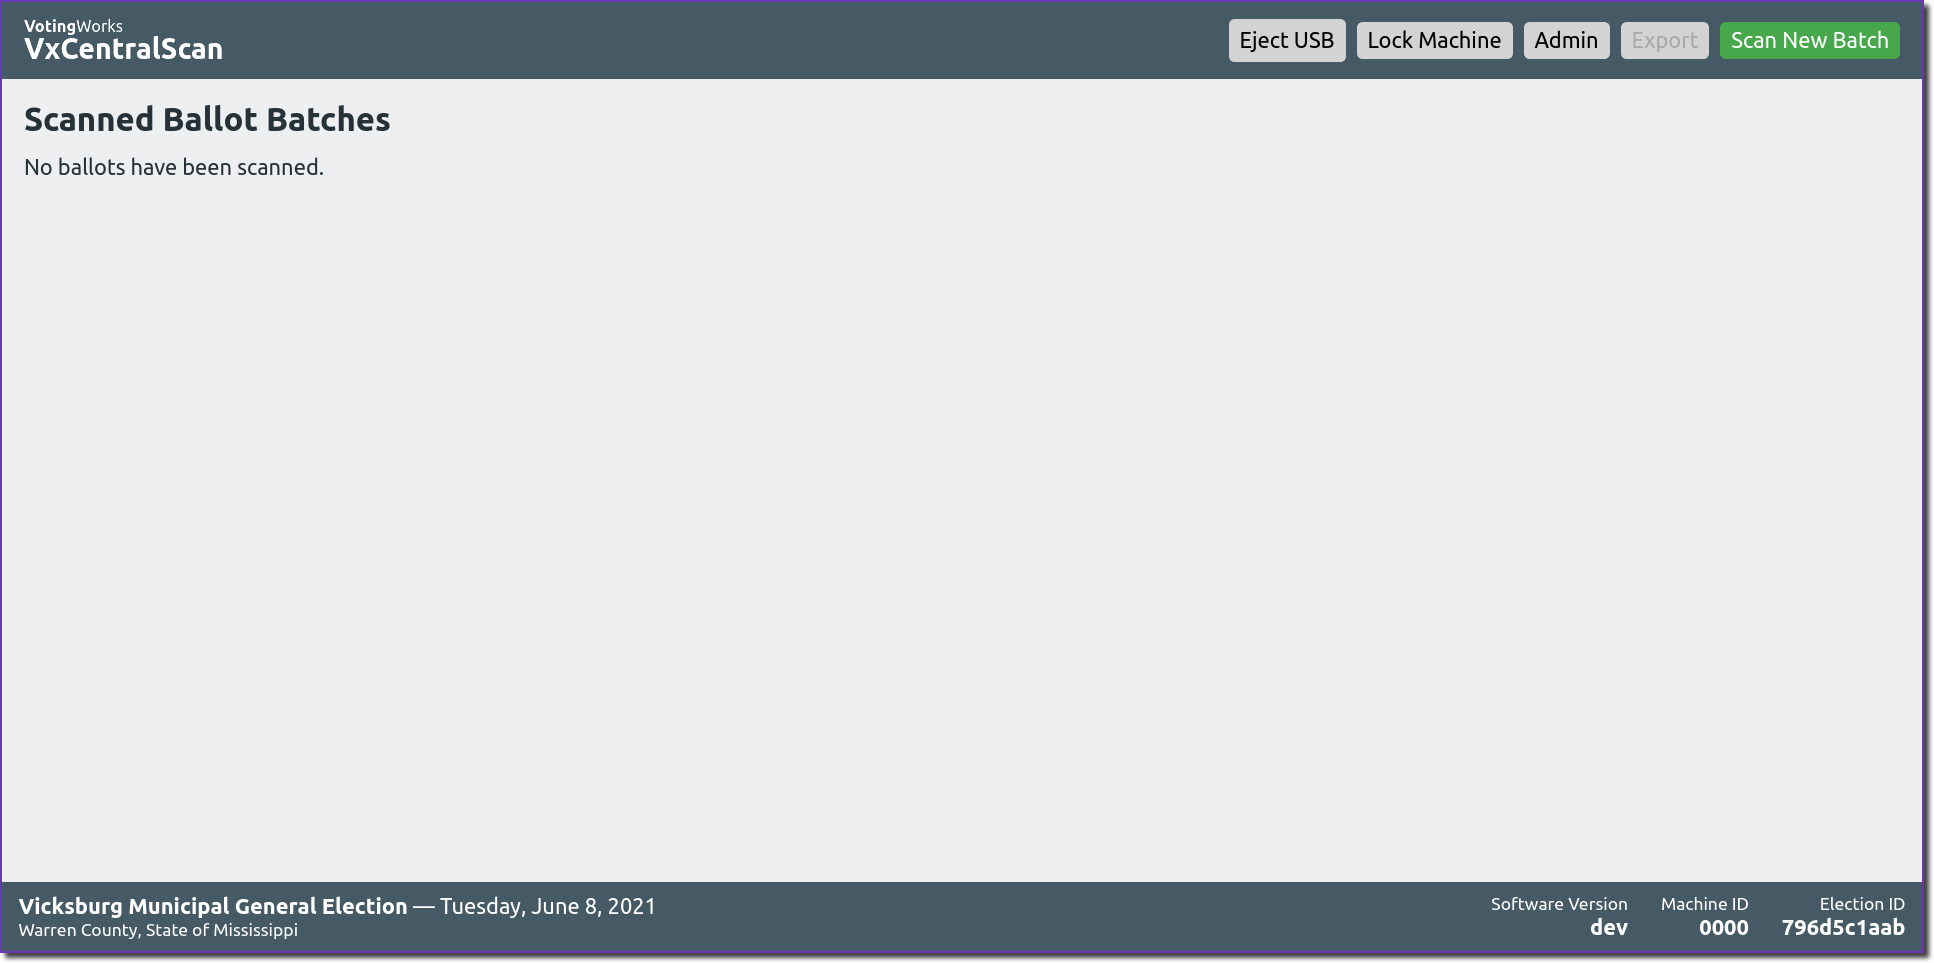 VotingWorks
VxCentralScan
Eject USB
Lock Machine
Admin
Export
Scan New Batch
Scanned Ballot Batches
No ballots have been scanned.
Vicksburg Municipal General Election — Tuesday, June 8, 2021
Warren County, State of Mississippi
Software Version
dev
Machine ID
0000
Election ID
796d5c1aab